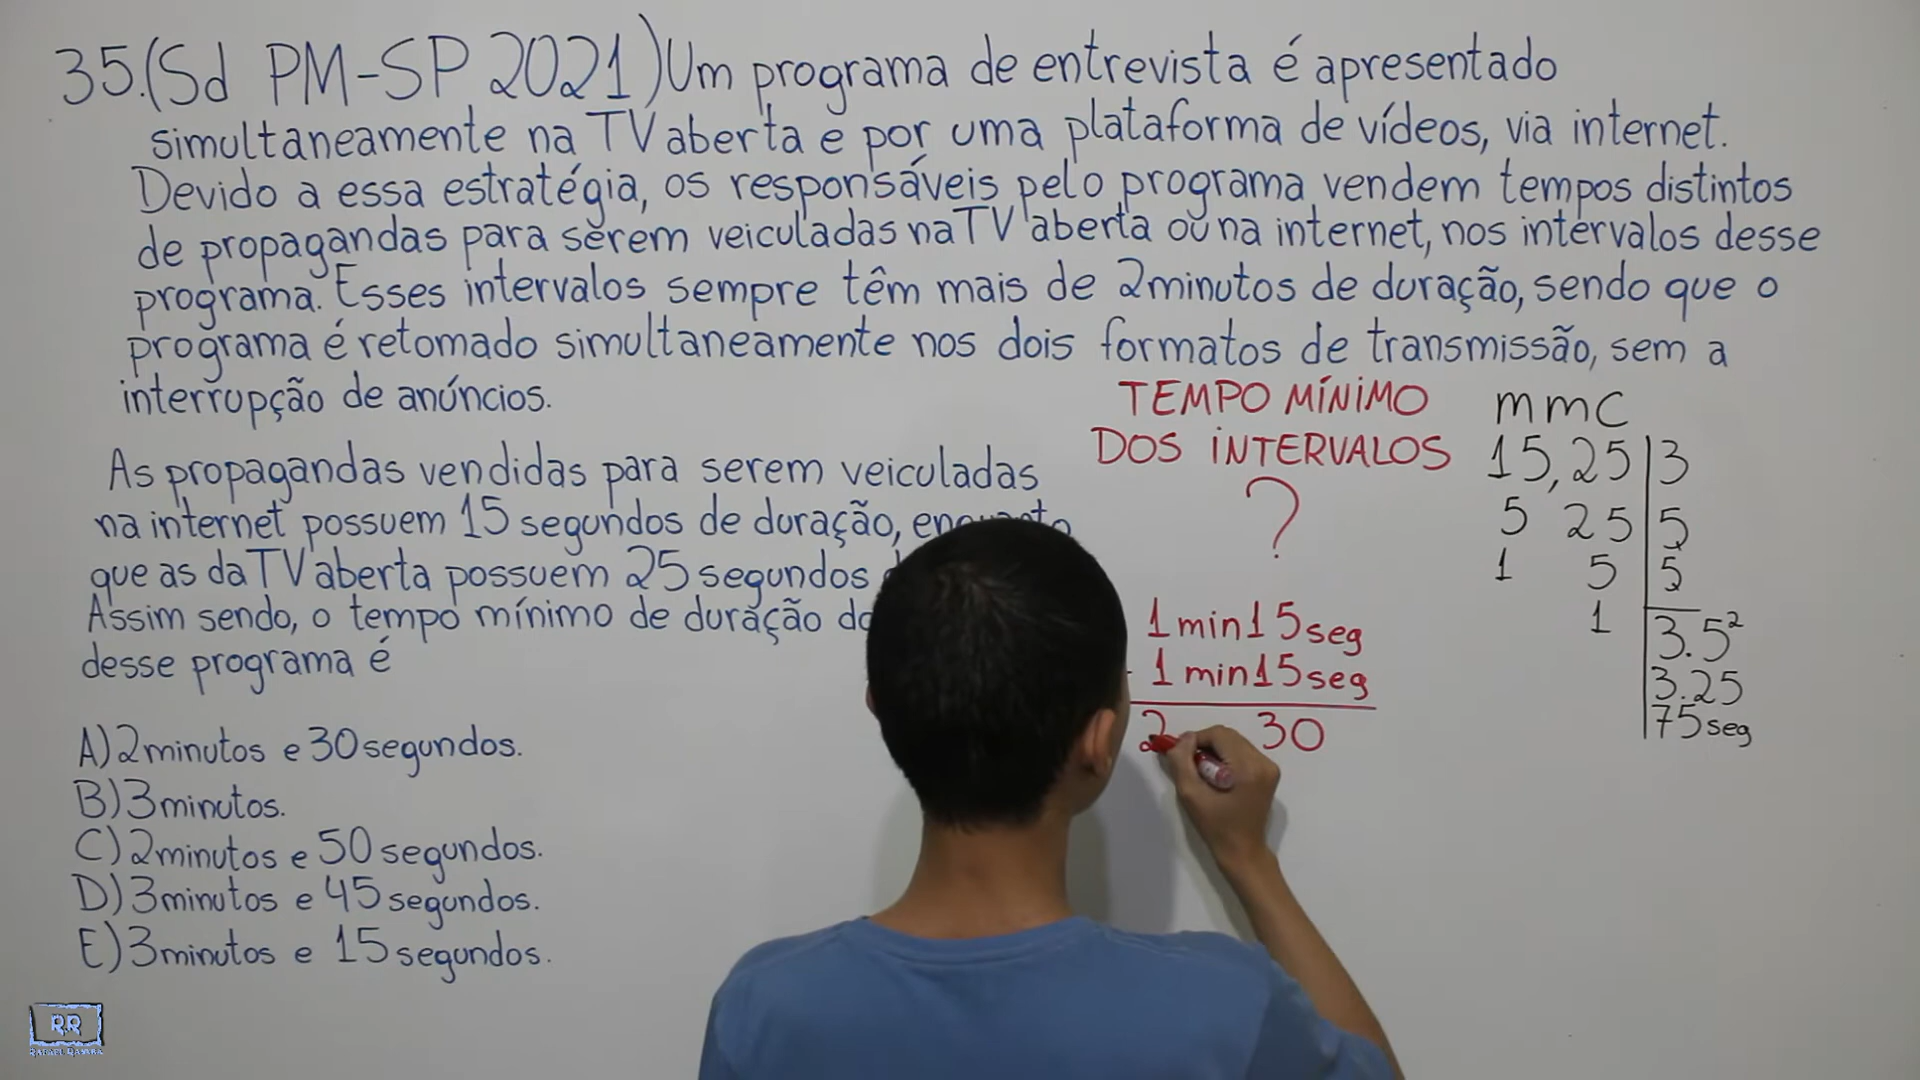 35.(Sd PM-SP 2021) Um programa de entrevista é apresentado
simultaneamente na TV aberta e por uma plataforma de vídeos, via internet.
Devido a essa estratégia, os responsáveis pelo programa vendem tempos distintos
de propagandas para serem veiculadas na TV aberta ou na internet, nos intervalos desse
programa. Esses intervalos sempre têm mais de 2 minutos de duração, sendo que o
programa é retomado simultaneamente nos dois formatos de transmissão, sem a
interrupção de anúncios.
As propagandas vendidas para serem veiculadas
na internet possuem 15 segundos de duração, enquanto
que as da TV aberta possuem 25 segundos
Assim sendo, o tempo mínimo de duração
desse programa é
A) 2 minutos e 30 segundos.
B) 3 minutos.
C) 2 minutos e 50 segundos.
D) 3 minutos e 45 segundos.
E) 3 minutos e 15 segundos.
TEMPO MÍNIMO
DOS INTERVALOS
?
1 min 15 seg
1 min 15 seg
2 30
mmc
15, 25 | 3
5 25 | 5
1 5 | 5
1 | 3.5²
3.25
75 seg
RR